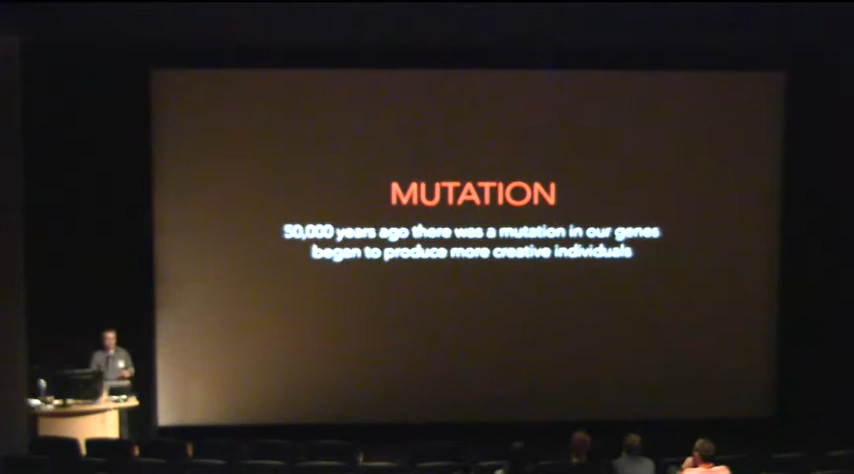 MUTATION
50,000 years ago there was a mutation in our genes
began to produce more creative individuals